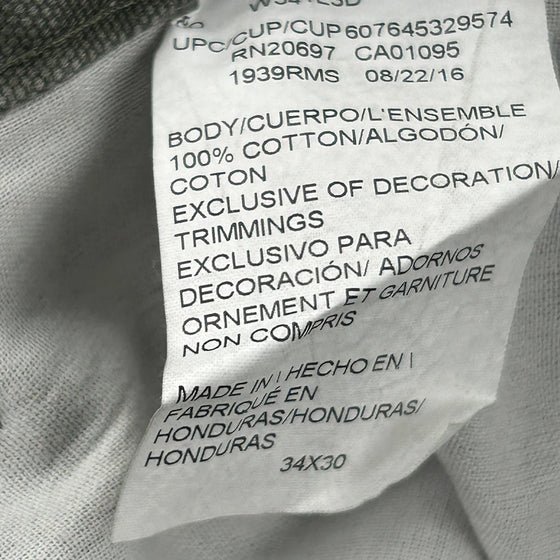 UPC/CUP/CUP 607645329574
RN20697 CA01095
1939RMS 08/22/16
BODY/CUERPO/L'ENSEMBLE
100% COTTON/ALGODÓN/
COTON
EXCLUSIVE OF DECORATION/
TRIMMINGS
EXCLUSIVO PARA
DECORACIÓN/ ADORNOS
ORNEMENT ET GARNITURE
NON COMPRIS
MADE IN | HECHO EN |
FABRIQUÉ EN
HONDURAS/HONDURAS/
HONDURAS
34X30